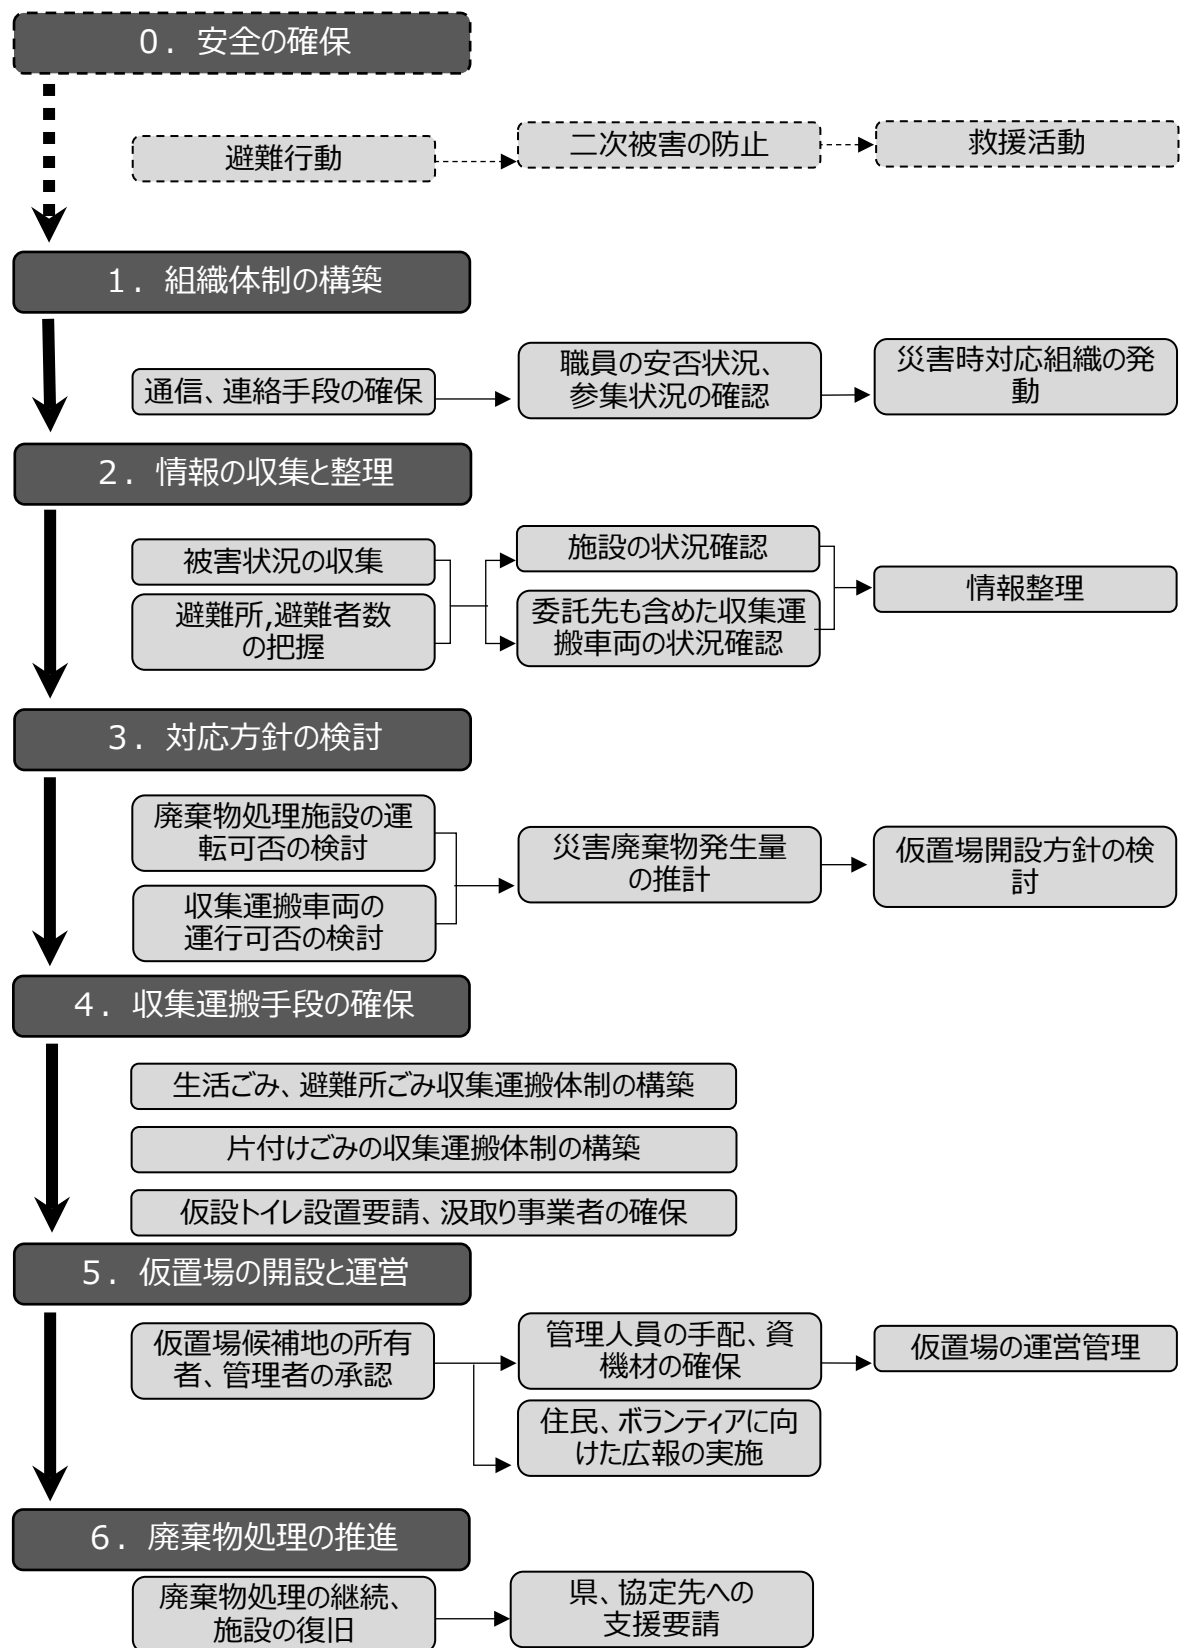 ０．安全の確保
避難行動
二次被害の防止
救援活動
１．組織体制の構築
通信、連絡手段の確保
職員の安否状況、
参集状況の確認
災害時対応組織の発
動
２．情報の収集と整理
被害状況の収集
避難所,避難者数
の把握
施設の状況確認
委託先も含めた収集運
搬車両の状況確認
情報整理
３．対応方針の検討
廃棄物処理施設の運
転可否の検討
収集運搬車両の
運行可否の検討
災害廃棄物発生量
の推計
仮置場開設方針の検
討
４．収集運搬手段の確保
生活ごみ、避難所ごみ収集運搬体制の構築
片付けごみの収集運搬体制の構築
仮設トイレ設置要請、汲取り事業者の確保
５．仮置場の開設と運営
仮置場候補地の所有
者、管理者の承認
管理人員の手配、資
機材の確保
仮置場の運営管理
住民、ボランティアに向
けた広報の実施
６．廃棄物処理の推進
廃棄物処理の継続、
施設の復旧
県、協定先への
支援要請